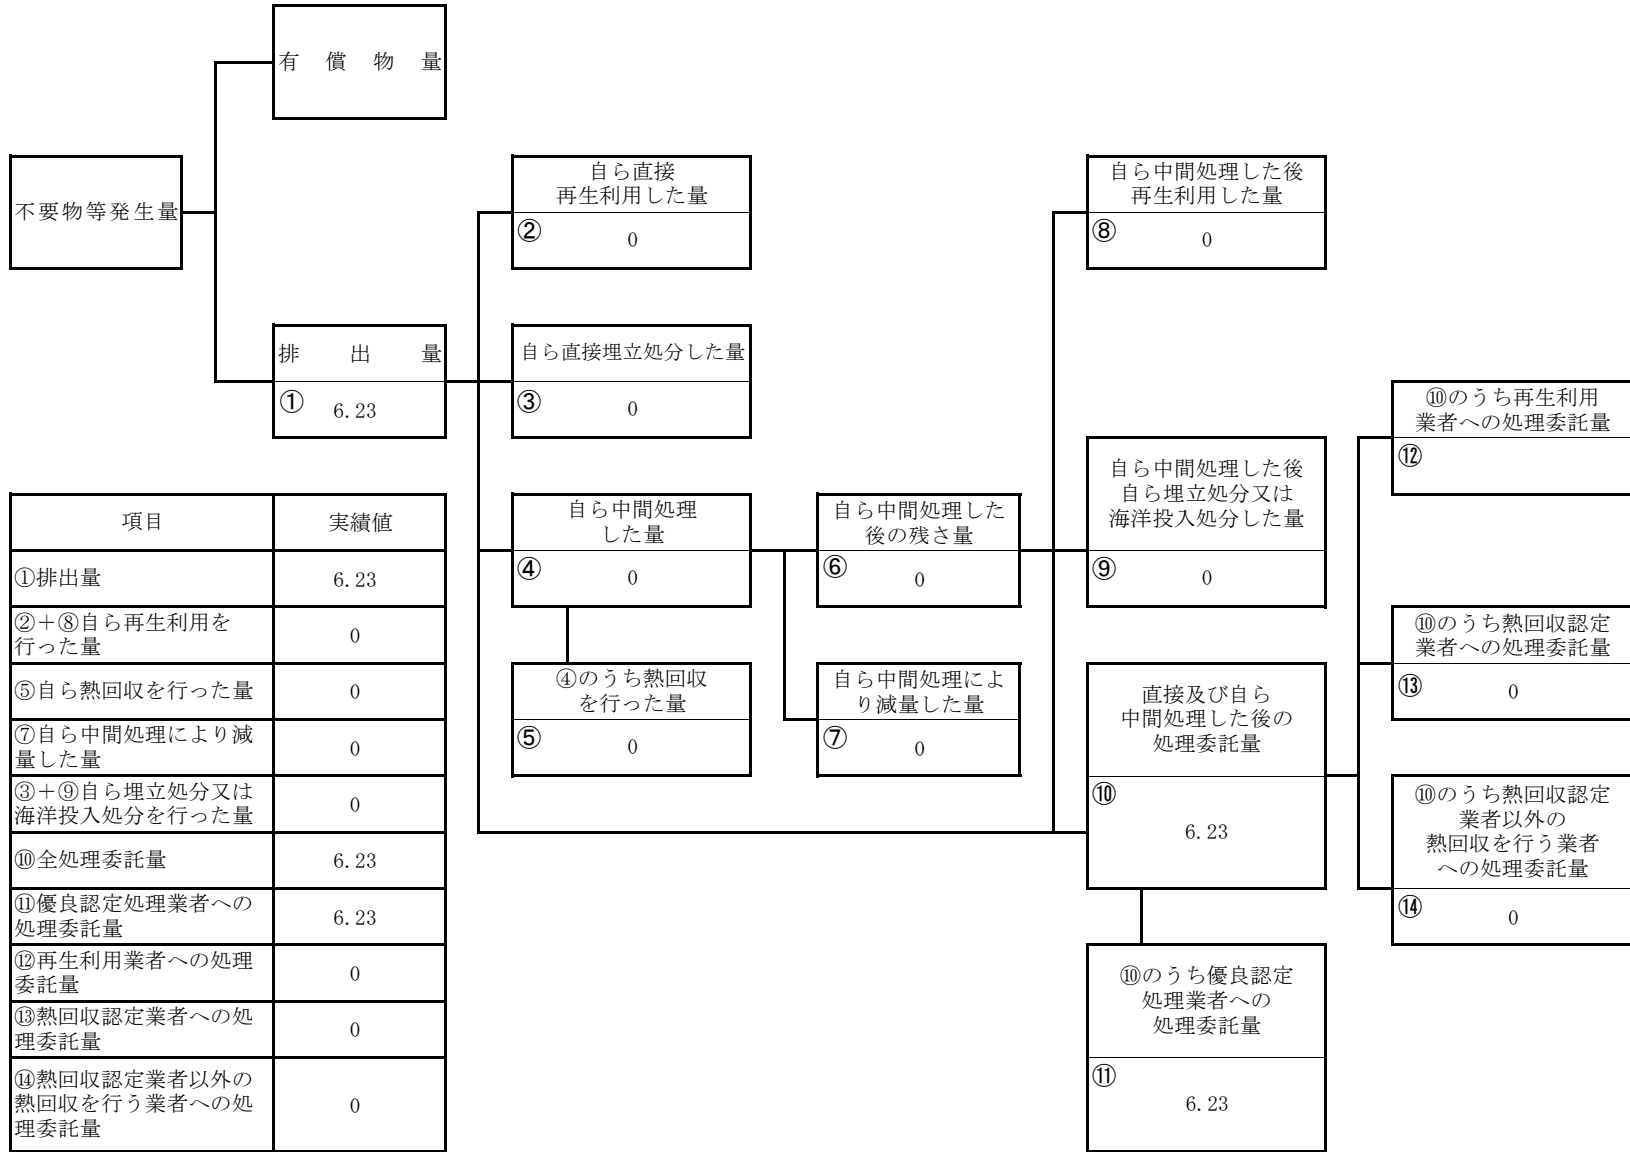 有償物量
不要物等発生量
自ら直接
再生利用した量
② 0
自ら中間処理した後
再生利用した量
⑧ 0
排出量
① 6.23
自ら直接埋立処分した量
③ 0
⑩のうち再生利用
業者への処理委託量
⑫
自ら中間処理した後
自ら埋立処分又は
海洋投入処分した量
⑨ 0
自ら中間処理
した量
④ 0
自ら中間処理した
後の残さ量
⑥ 0
⑩のうち熱回収認定
業者への処理委託量
⑬ 0
④のうち熱回収
を行った量
⑤ 0
自ら中間処理によ
り減量した量
⑦ 0
直接及び自ら
中間処理した後の
処理委託量
⑩
6.23
⑩のうち熱回収認定
業者以外の
熱回収を行う業者
への処理委託量
⑭ 0
⑩のうち優良認定
処理業者への
処理委託量
⑪
6.23
項目 実績値
①排出量 6.23
②+⑧自ら再生利用を
行った量 0
⑤自ら熱回収を行った量 0
⑦自ら中間処理により減
量した量 0
③+⑨自ら埋立処分又は
海洋投入処分を行った量 0
⑩全処理委託量 6.23
⑪優良認定処理業者への
処理委託量 6.23
⑫再生利用業者への処理
委託量 0
⑬熱回収認定業者への処
理委託量 0
⑭熱回収認定業者以外の
熱回収を行う業者への処
理委託量 0